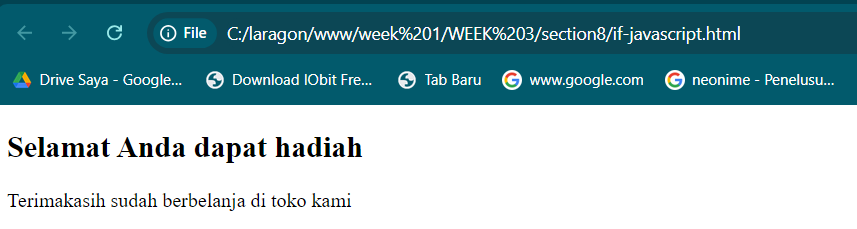 File C:/laragon/www/week%201/WEEK%203/section8/if-javascript.html
Drive Saya - Google... Download IObit Fre... Tab Baru www.google.com neonime - Penelusu...
Selamat Anda dapat hadiah
Terimakasih sudah berbelanja di toko kami